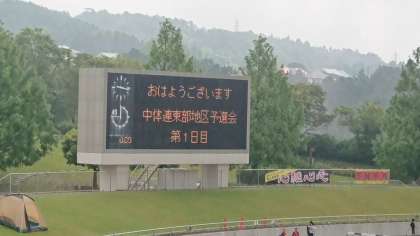 おはようございます
中体連東部地区予選会
第1日目